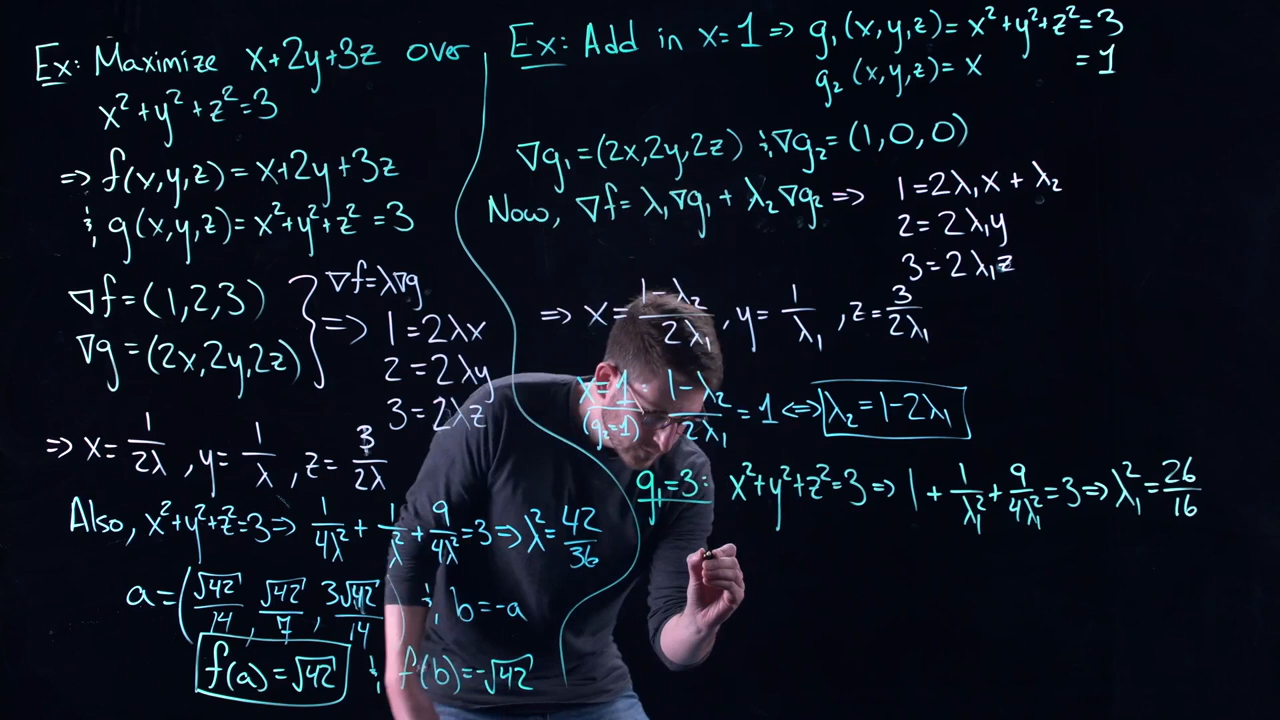 Ex: Maximize x+2y+3z over
x²+y²+z²=3
⇒ f(x,y,z)=x+2y+3z
& g(x,y,z)=x²+y²+z²=3
∇f=(1,2,3)
∇g=(2x,2y,2z)
∇f=λ∇g
⇒ 1=2λx
2=2λy
3=2λz
⇒ x=1/2λ, y=1/λ, z=3/2λ
Also, x²+y²+z²=3⇒ 1/4λ²+1/λ²+9/4λ²=3⇒λ²=42/36
a=(√42/14, √42/7, 3√42/14) & b=-a
f(a)=√42 & f(b)=-√42
Ex: Add in x=1⇒ g₁(x,y,z)=x²+y²+z²=3
g₂(x,y,z)=x =1
∇g₁=(2x,2y,2z) & ∇g₂=(1,0,0)
Now, ∇f=λ₁∇g₁+λ₂∇g₂⇒ 1=2λ₁x+λ₂
2=2λ₁y
3=2λ₁z
⇒ x=1-λ₂/2λ₁, y=1/λ₁, z=3/2λ₁
x=1: 1-λ₂/2λ₁=1⇔λ₂=1-2λ₁
(g₂=1)
g₁=3: x²+y²+z²=3⇒ 1+1/λ₁²+9/4λ₁²=3⇒λ₁²=26/16